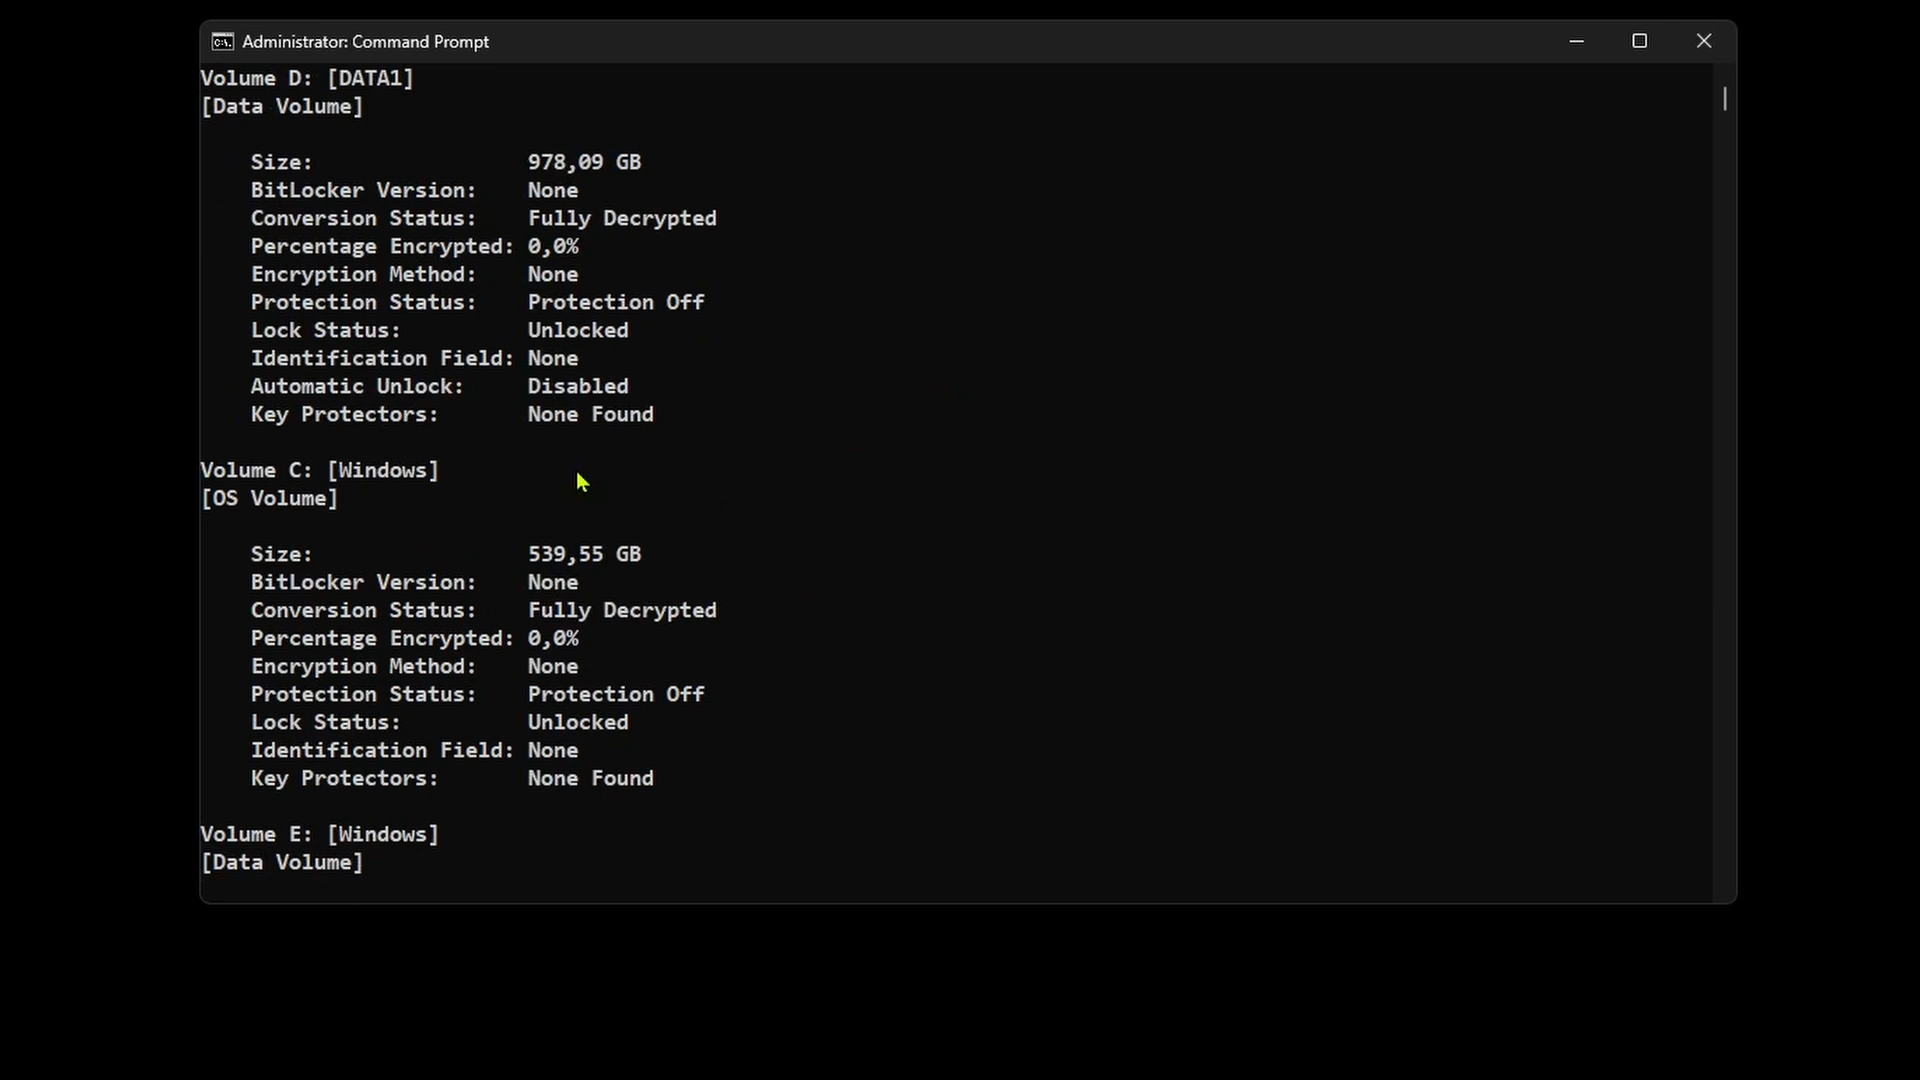 Administrator: Command Prompt
Volume D: [DATA1]
[Data Volume]
Size: 978,09 GB
BitLocker Version: None
Conversion Status: Fully Decrypted
Percentage Encrypted: 0,0%
Encryption Method: None
Protection Status: Protection Off
Lock Status: Unlocked
Identification Field: None
Automatic Unlock: Disabled
Key Protectors: None Found
Volume C: [Windows]
[OS Volume]
Size: 539,55 GB
BitLocker Version: None
Conversion Status: Fully Decrypted
Percentage Encrypted: 0,0%
Encryption Method: None
Protection Status: Protection Off
Lock Status: Unlocked
Identification Field: None
Key Protectors: None Found
Volume E: [Windows]
[Data Volume]